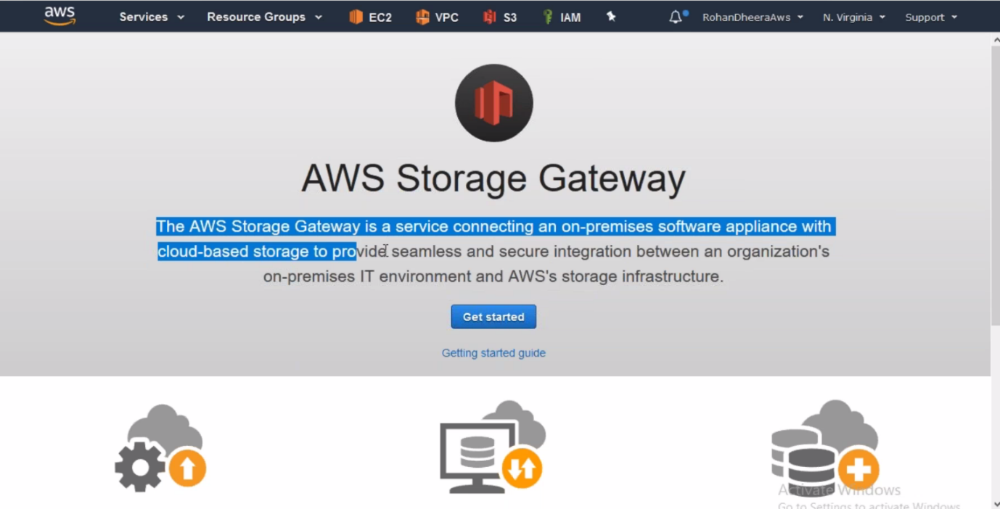 aws Services Resource Groups EC2 VPC S3 IAM RohanDheeraAws N. Virginia Support
AWS Storage Gateway
The AWS Storage Gateway is a service connecting an on-premises software appliance with
cloud-based storage to provide seamless and secure integration between an organization's
on-premises IT environment and AWS's storage infrastructure.
Get started
Getting started guide
Activate Windows
Go to Settings to activate Windows.